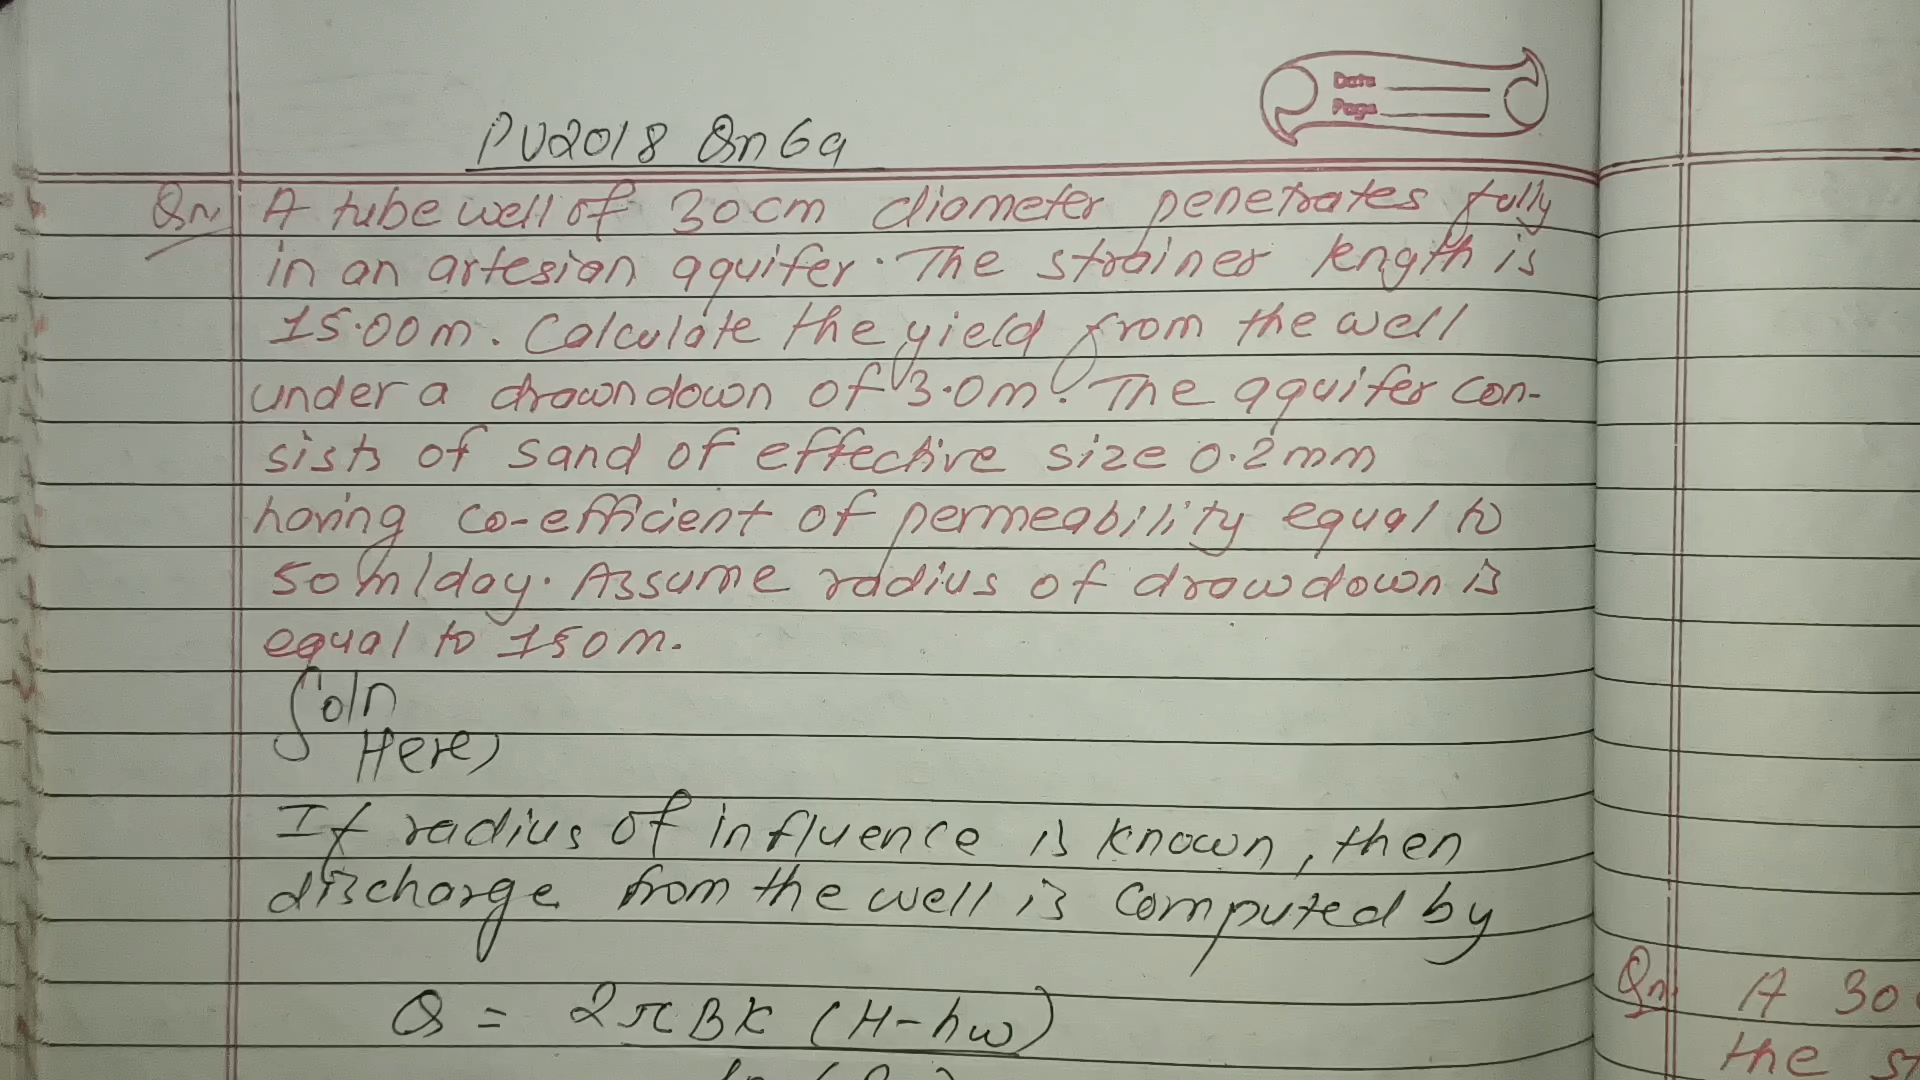 Date
Page
PU2018 Qn6a
Qn A tube well of 30cm diameter penetrates fully
in an artesian aquifer. The strainer length is
15.00m. Calculate the yield from the well
under a drawndown of 3.0m. The aquifer con-
sists of sand of effective size 0.2mm
having co-efficient of permeability equal to
50 m/day. Assume radius of drawdown is
equal to 150m.
Soln
Here,
If radius of influence is known, then
discharge from the well is computed by
Q = 2πBK (H-hw)
Qn A 30
the st